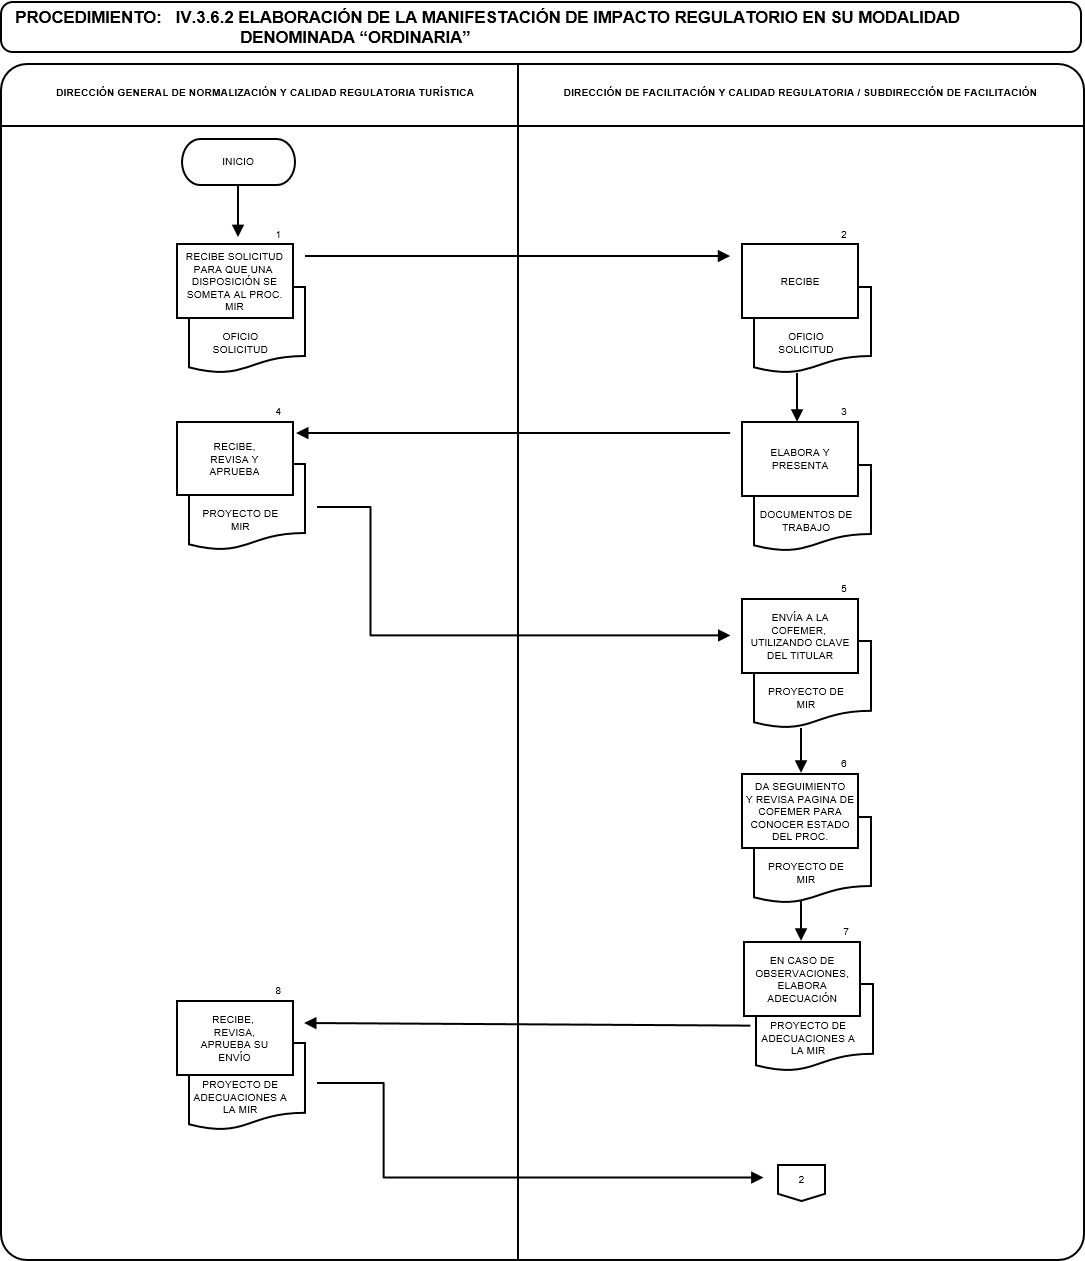 PROCEDIMIENTO: IV.3.6.2 ELABORACIÓN DE LA MANIFESTACIÓN DE IMPACTO REGULATORIO EN SU MODALIDAD
DENOMINADA “ORDINARIA”
DIRECCIÓN GENERAL DE NORMALIZACIÓN Y CALIDAD REGULATORIA TURÍSTICA
DIRECCIÓN DE FACILITACIÓN Y CALIDAD REGULATORIA / SUBDIRECCIÓN DE FACILITACIÓN
INICIO
1
RECIBE SOLICITUD
PARA QUE UNA
DISPOSICIÓN SE
SOMETA AL PROC.
MIR
OFICIO
SOLICITUD
2
RECIBE
OFICIO
SOLICITUD
3
ELABORA Y
PRESENTA
DOCUMENTOS DE
TRABAJO
4
RECIBE,
REVISA Y
APRUEBA
PROYECTO DE
MIR
5
ENVÍA A LA
COFEMER,
UTILIZANDO CLAVE
DEL TITULAR
PROYECTO DE
MIR
6
DA SEGUIMIENTO
Y REVISA PAGINA DE
COFEMER PARA
CONOCER ESTADO
DEL PROC.
PROYECTO DE
MIR
7
EN CASO DE
OBSERVACIONES,
ELABORA
ADECUACIÓN
PROYECTO DE
ADECUACIONES A
LA MIR
8
RECIBE,
REVISA,
APRUEBA SU
ENVÍO
PROYECTO DE
ADECUACIONES A
LA MIR
2